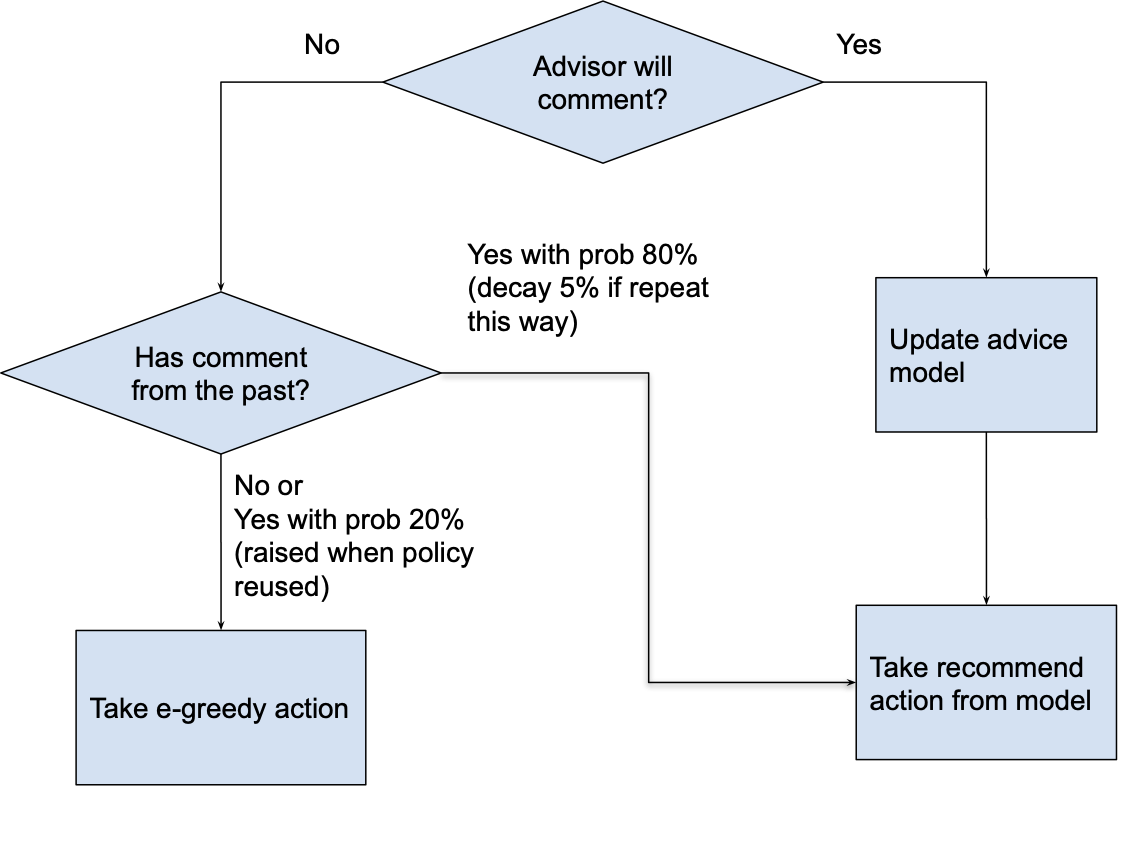 No
Advisor will
comment?
Yes
Yes with prob 80%
(decay 5% if repeat
this way)
Has comment
from the past?
Update advice
model
No or
Yes with prob 20%
(raised when policy
reused)
Take e-greedy action
Take recommend
action from model